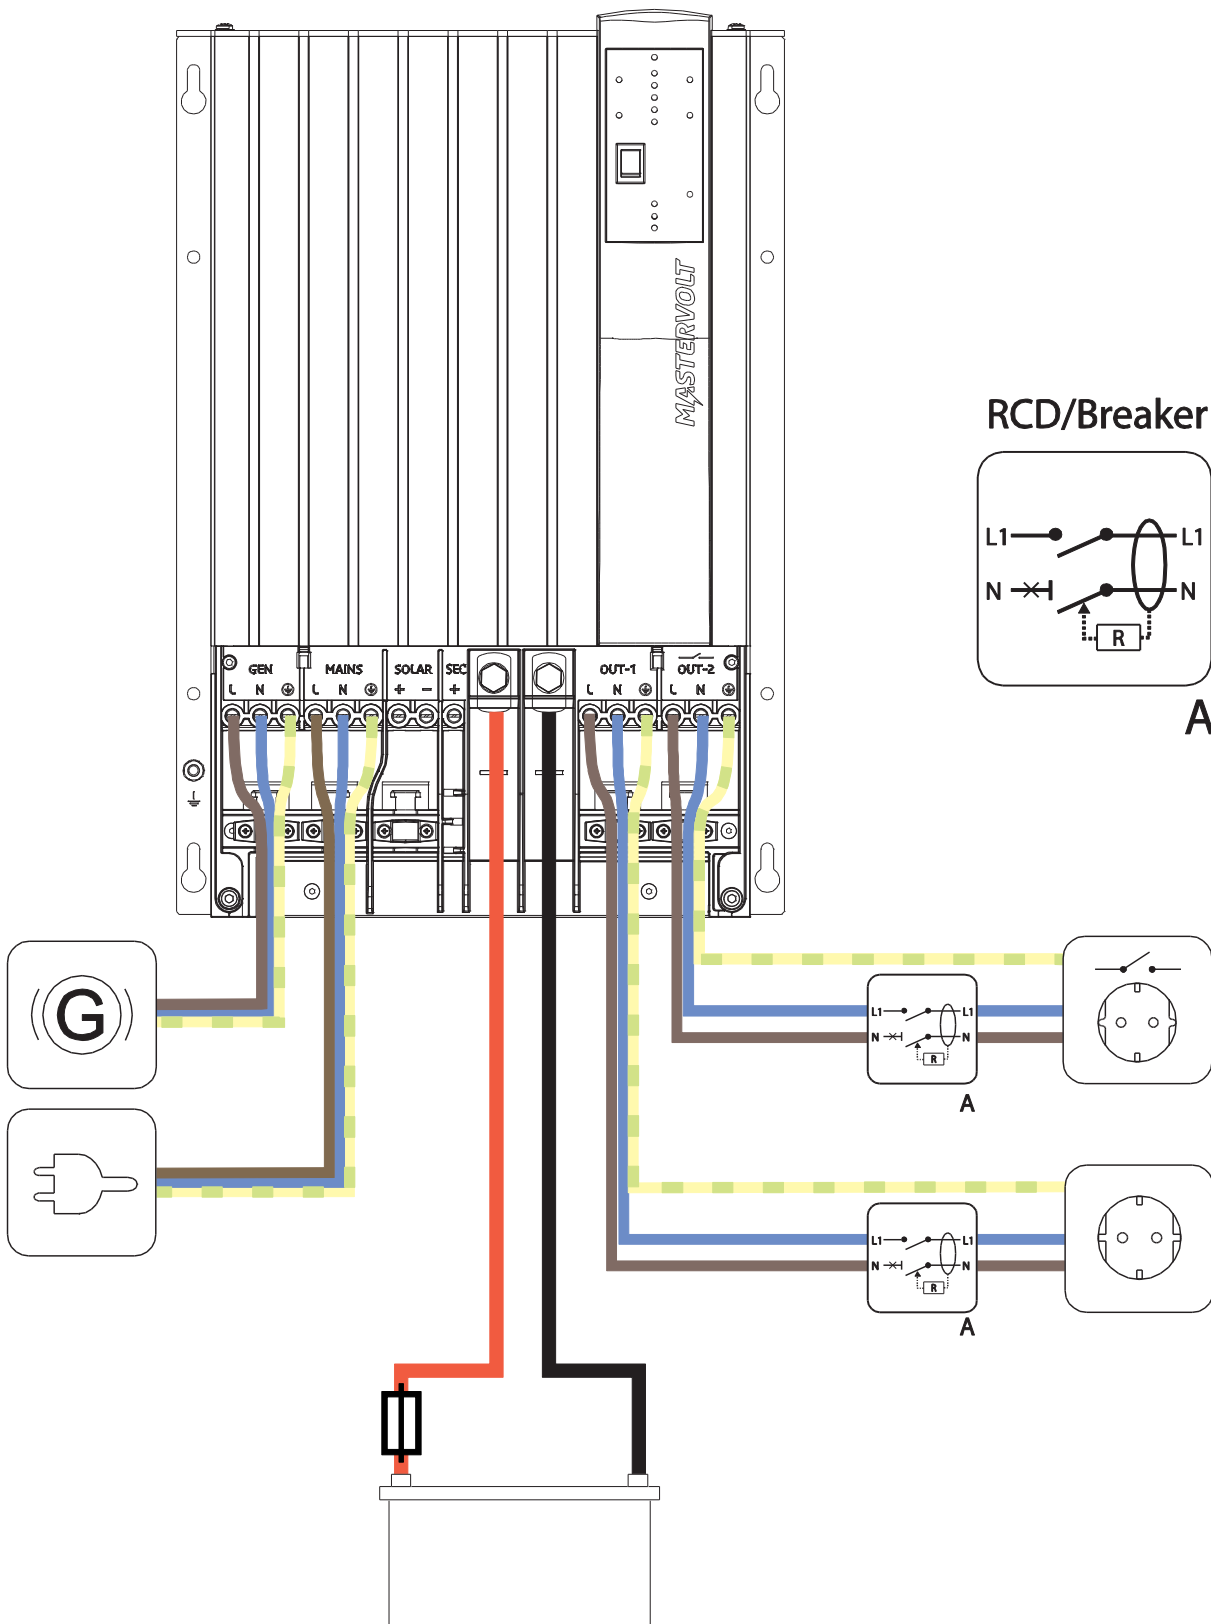 MASTERVOLT
RCD/Breaker
L1 L1
N N
R
A
GEN MAINS SOLAR SEC OUT-1 OUT-2
L N L N + − + L N L N
G
L1 L1
N N
R
A
L1 L1
N N
R
A